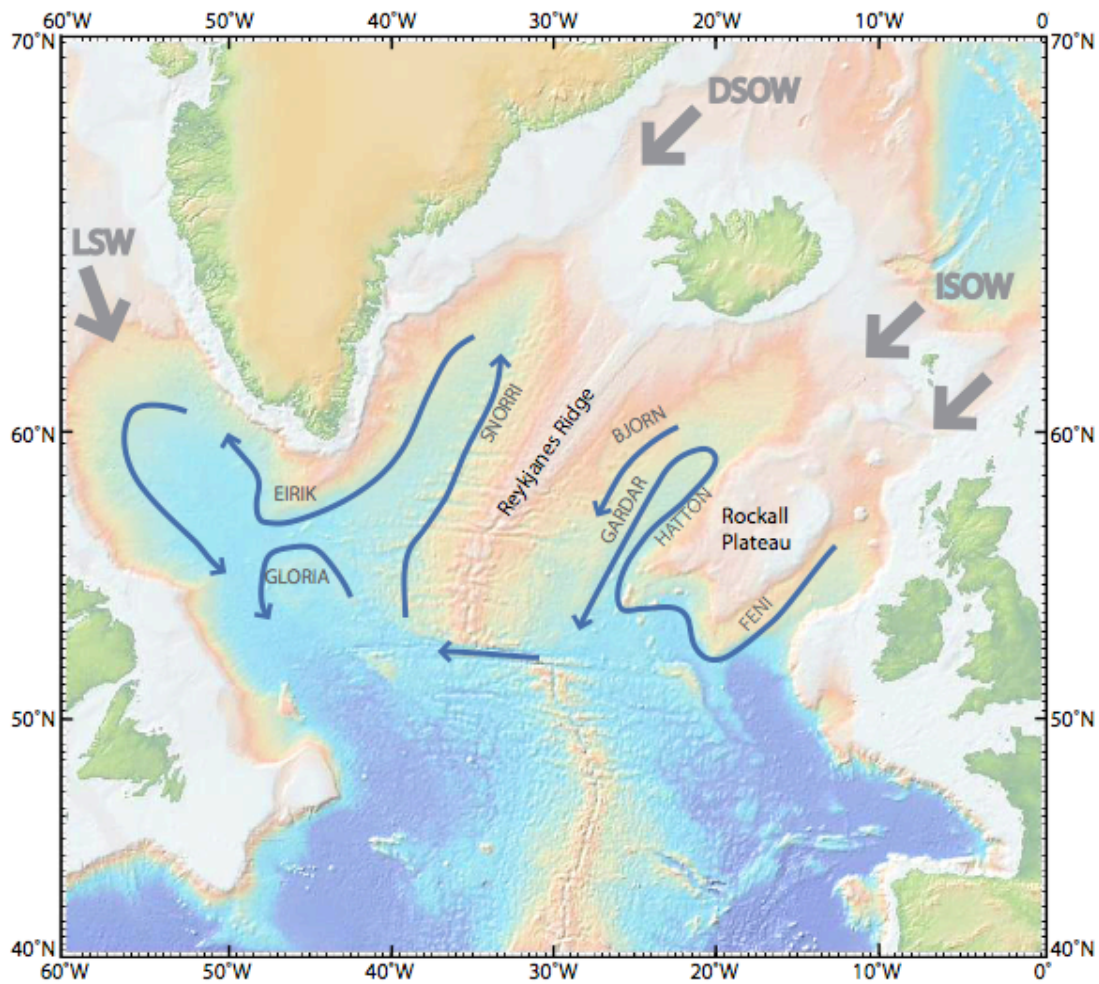 60˚W 50˚W 40˚W 30˚W 20˚W 10˚W 0˚
70˚N 70˚N
DSOW
LSW
ISOW
SNORRI
Reykjanes Ridge
BJORN
60˚N 60˚N
EIRIK
GARDAR
HATTON
Rockall
Plateau
GLORIA
FENI
50˚N 50˚N
40˚N 40˚N
60˚W 50˚W 40˚W 30˚W 20˚W 10˚W 0˚